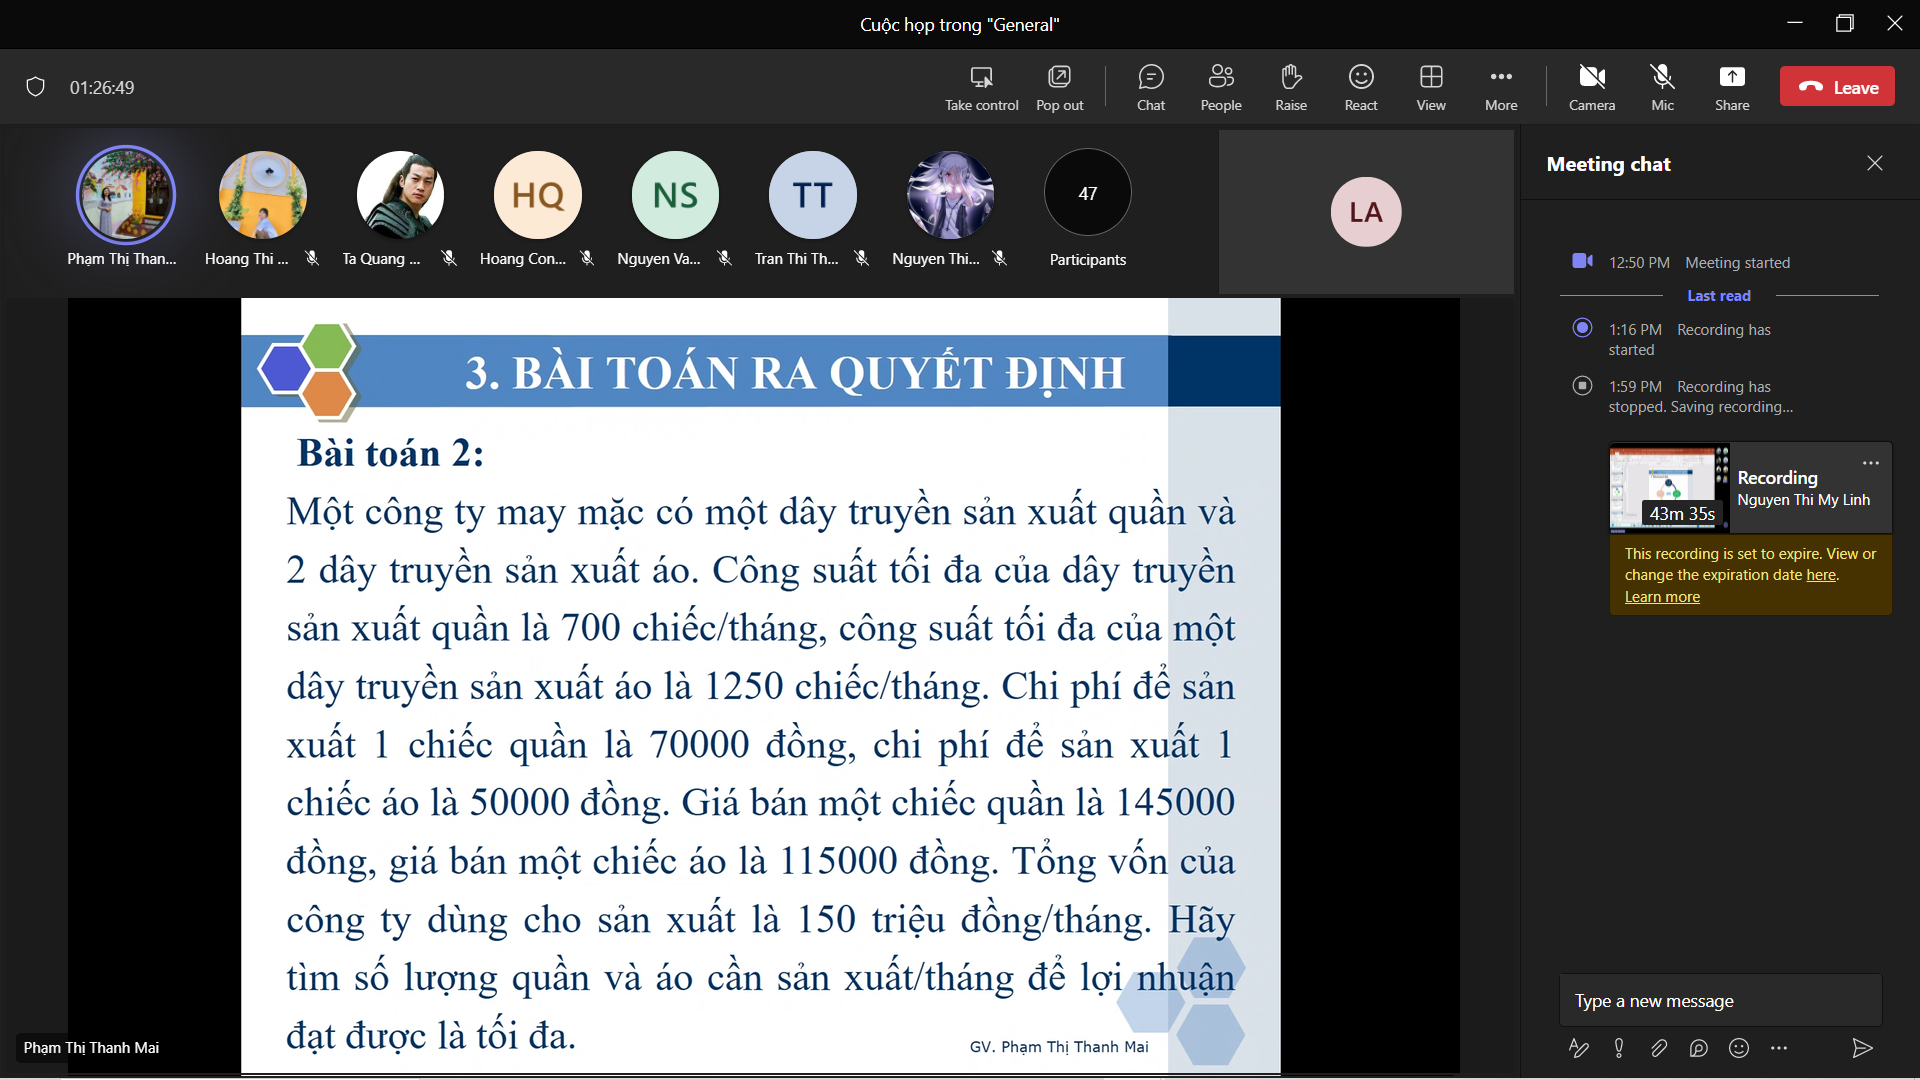 Cuộc họp trong "General"
01:26:49
Take control
Pop out
Chat
People
Raise
React
View
More
Camera
Mic
Share
Leave
HQ
NS
TT
47
LA
Phạm Thị Than...
Hoang Thi ...
Ta Quang ...
Hoang Con...
Nguyen Va...
Tran Thi Th...
Nguyen Thi...
Participants
3. BÀI TOÁN RA QUYẾT ĐỊNH
Bài toán 2:
Một công ty may mặc có một dây truyền sản xuất quần và
2 dây truyền sản xuất áo. Công suất tối đa của dây truyền
sản xuất quần là 700 chiếc/tháng, công suất tối đa của một
dây truyền sản xuất áo là 1250 chiếc/tháng. Chi phí để sản
xuất 1 chiếc quần là 70000 đồng, chi phí để sản xuất 1
chiếc áo là 50000 đồng. Giá bán một chiếc quần là 145000
đồng, giá bán một chiếc áo là 115000 đồng. Tổng vốn của
công ty dùng cho sản xuất là 150 triệu đồng/tháng. Hãy
tìm số lượng quần và áo cần sản xuất/tháng để lợi nhuận
đạt được là tối đa.
GV. Phạm Thị Thanh Mai
Phạm Thị Thanh Mai
Meeting chat
12:50 PM Meeting started
Last read
1:16 PM Recording has
started
1:59 PM Recording has
stopped. Saving recording...
43m 35s
Recording
Nguyen Thi My Linh
This recording is set to expire. View or
change the expiration date here.
Learn more
Type a new message